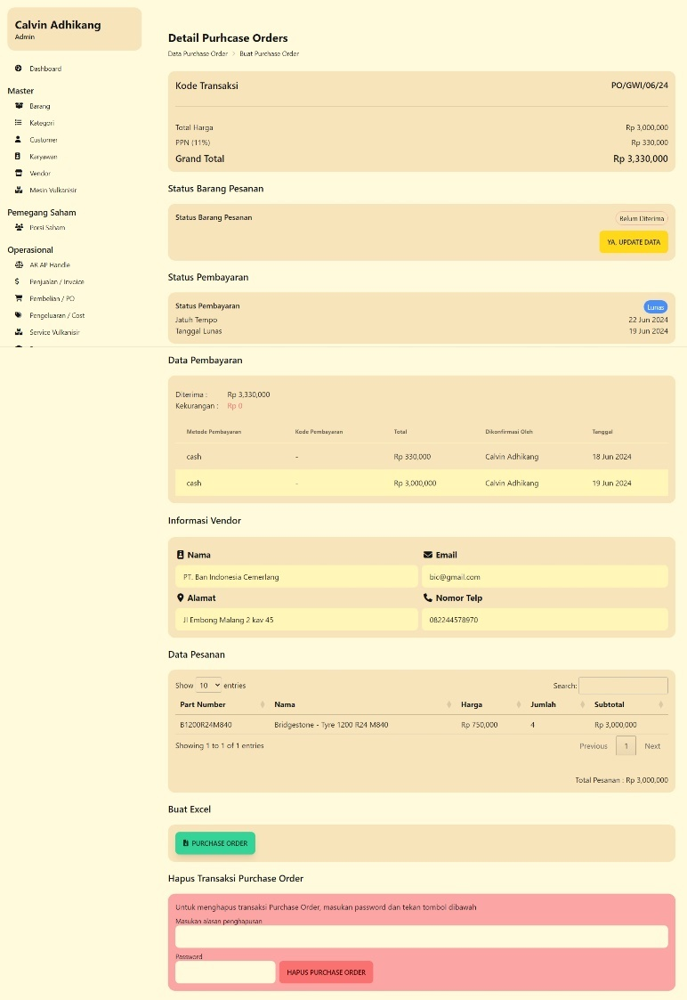 Calvin Adhikang
Admin
Dashboard
Master
Barang
Kategori
Customer
Karyawan
Vendor
Mesin Vulkanisir
Pemegang Saham
Porsi Saham
Operasional
AR AP Handle
Penjualan / Invoice
Pembelian / PO
Pengeluaran / Cost
Service Vulkanisir
Detail Purhcase Orders
Data Purchase Order > Buat Purchase Order
Kode Transaksi PO/GWI/06/24
Total Harga Rp 3,000,000
PPN (11%) Rp 330,000
Grand Total Rp 3,330,000
Status Barang Pesanan
Status Barang Pesanan Belum Diterima
YA, UPDATE DATA
Status Pembayaran
Status Pembayaran Lunas
Jatuh Tempo 22 Jun 2024
Tanggal Lunas 19 Jun 2024
Data Pembayaran
Diterima : Rp 3,330,000
Kekurangan : Rp 0
Metode Pembayaran Kode Pembayaran Total Dikonfirmasi Oleh Tanggal
cash - Rp 330,000 Calvin Adhikang 18 Jun 2024
cash - Rp 3,000,000 Calvin Adhikang 19 Jun 2024
Informasi Vendor
Nama Email
PT. Ban Indonesia Cemerlang bic@gmail.com
Alamat Nomor Telp
Jl Embong Malang 2 kav 45 082244578970
Data Pesanan
Show 10 entries Search:
Part Number Nama Harga Jumlah Subtotal
B1200R24M840 Bridgestone - Tyre 1200 R24 M840 Rp 750,000 4 Rp 3,000,000
Showing 1 to 1 of 1 entries Previous 1 Next
Total Pesanan : Rp 3,000,000
Buat Excel
PURCHASE ORDER
Hapus Transaksi Purchase Order
Untuk menghapus transaksi Purchase Order, masukan password dan tekan tombol dibawah
Masukan alasan penghapusan
Password
HAPUS PURCHASE ORDER